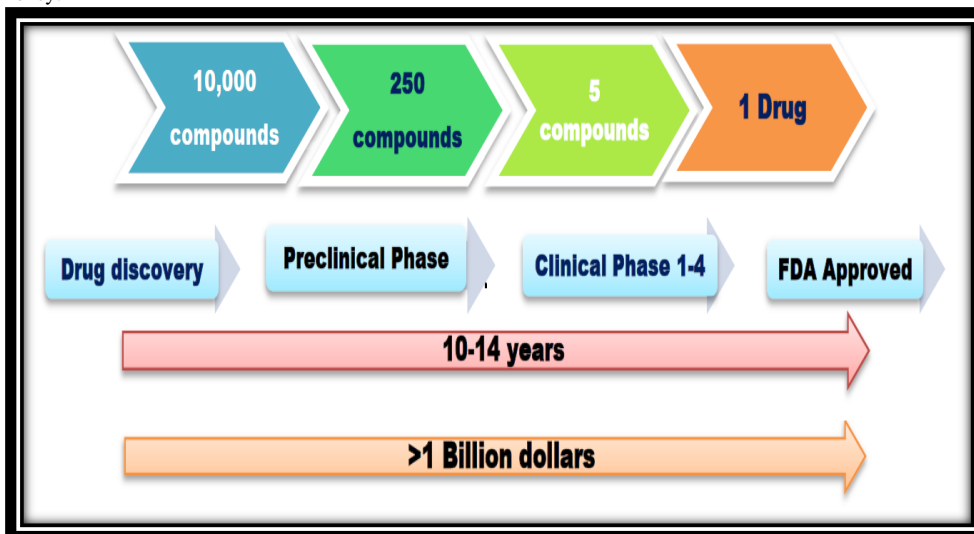 10,000
compounds
250
compounds
5
compounds
1 Drug
Drug discovery
Preclinical Phase
Clinical Phase 1-4
FDA Approved
10-14 years
>1 Billion dollars